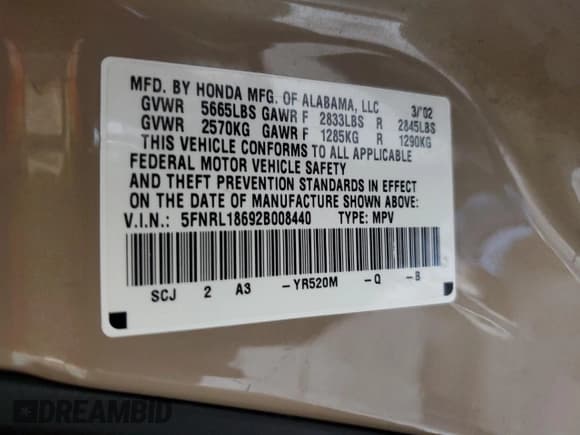 MFD. BY HONDA MFG. OF ALABAMA, LLC 3/'02
GVWR 5665LBS GAWR F 2833LBS R 2845LBS
GVWR 2570KG GAWR F 1285KG R 1290KG
THIS VEHICLE CONFORMS TO ALL APPLICABLE
FEDERAL MOTOR VEHICLE SAFETY
AND THEFT PREVENTION STANDARDS IN EFFECT
ON THE DATE OF MANUFACTURE SHOWN ABOVE:
V.I.N.: 5FNRL18692B008440 TYPE: MPV
SCJ 2 A3 -YR520M -Q -B
DREAMBID